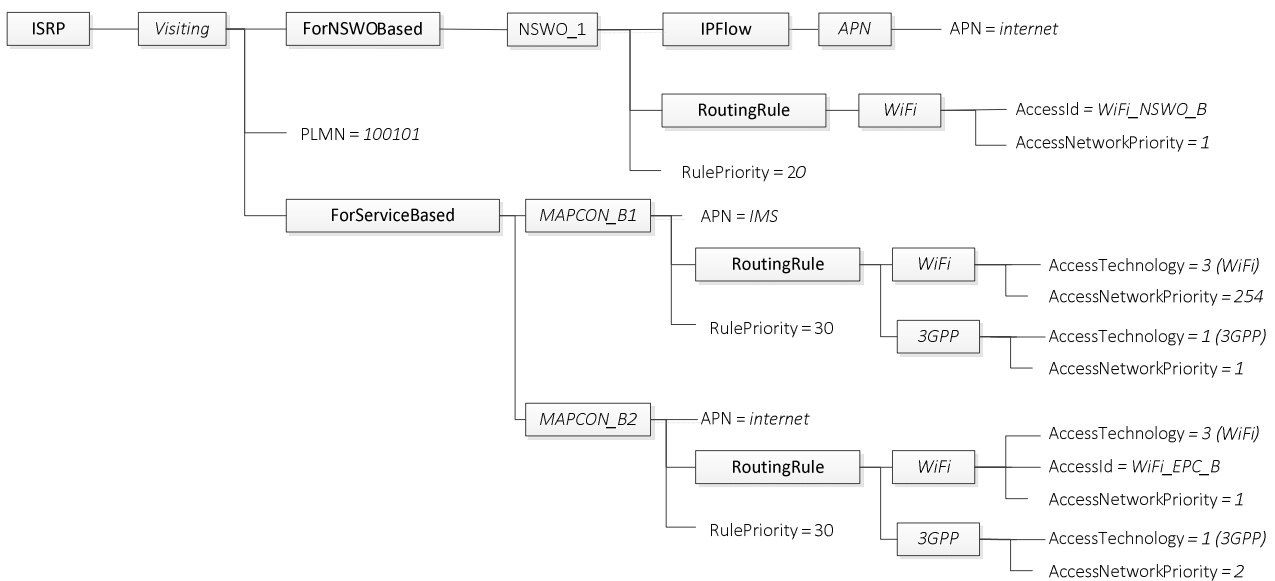 ISRP
Visiting
ForNSWOBased
NSWO_1
IPFlow
APN
APN = internet
RoutingRule
WiFi
AccessId = WiFi_NSWO_B
AccessNetworkPriority = 1
PLMN = 100101
RulePriority = 20
ForServiceBased
MAPCON_B1
APN = IMS
RoutingRule
WiFi
AccessTechnology = 3 (WiFi)
AccessNetworkPriority = 254
RulePriority = 30
3GPP
AccessTechnology = 1 (3GPP)
AccessNetworkPriority = 1
MAPCON_B2
APN = internet
RoutingRule
WiFi
AccessTechnology = 3 (WiFi)
AccessId = WiFi_EPC_B
AccessNetworkPriority = 1
RulePriority = 30
3GPP
AccessTechnology = 1 (3GPP)
AccessNetworkPriority = 2